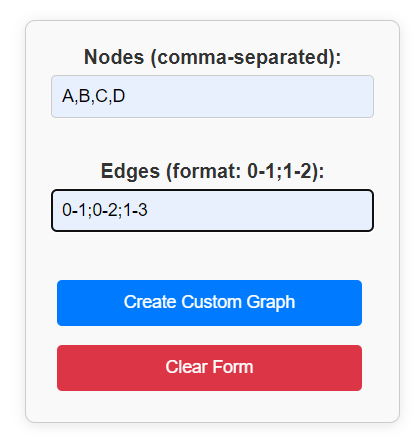 Nodes (comma-separated):
A,B,C,D
Edges (format: 0-1;1-2):
0-1;0-2;1-3
Create Custom Graph
Clear Form